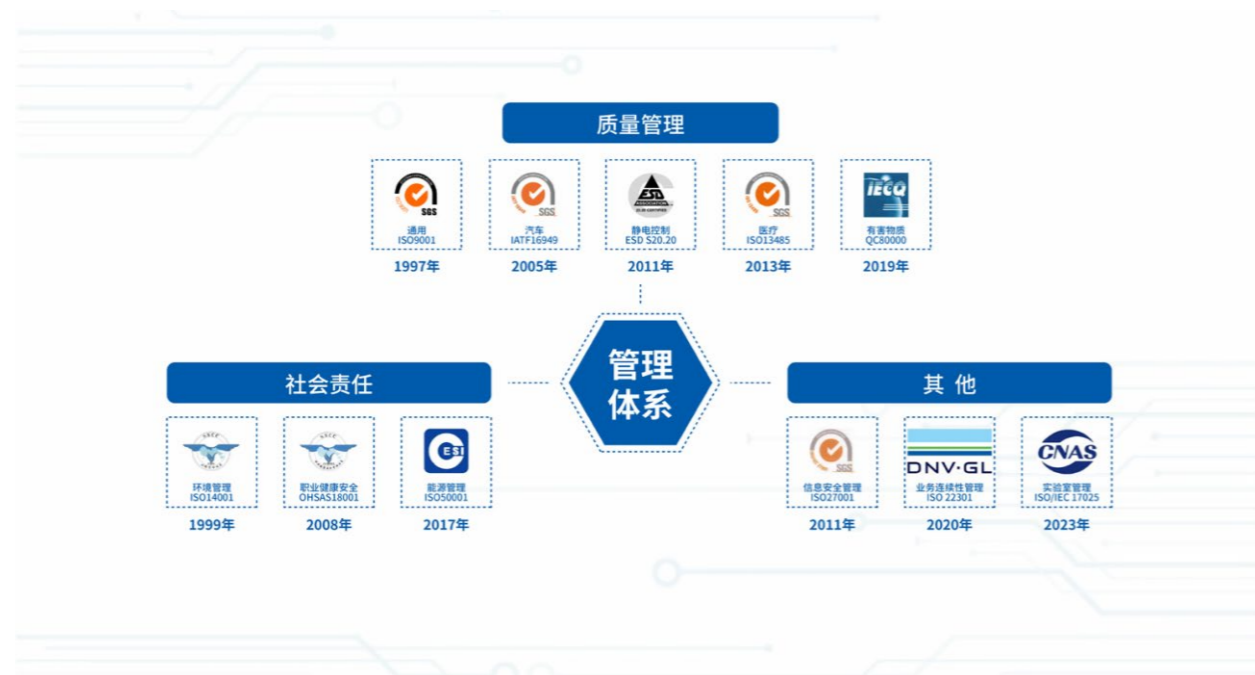 质量管理
SGS
SGS
ESD
ASSOCIATION
SGS
IECQ
通用
ISO9001
汽车
IATF16949
静电控制
ESD S20.20
医疗
ISO13485
有害物质
QC80000
1997年
2005年
2011年
2013年
2019年
管理
体系
社会责任
CESI
环境管理
ISO14001
职业健康安全
OHSAS18001
能源管理
ISO50001
1999年
2008年
2017年
其 他
SGS
DNV·GL
CNAS
信息安全管理
ISO27001
业务连续性管理
ISO 22301
实验室管理
ISO/IEC 17025
2011年
2020年
2023年